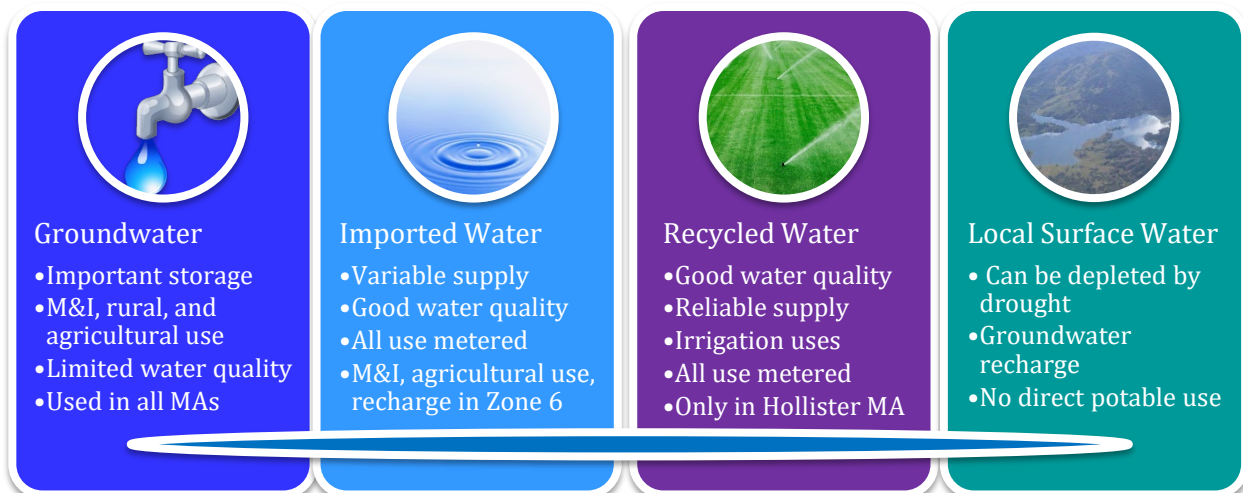 Groundwater
•Important storage
•M&I, rural, and
agricultural use
•Limited water quality
•Used in all MAs
Imported Water
•Variable supply
•Good water quality
•All use metered
•M&I, agricultural use,
recharge in Zone 6
Recycled Water
•Good water quality
•Reliable supply
•Irrigation uses
•All use metered
•Only in Hollister MA
Local Surface Water
• Can be depleted by
drought
•Groundwater
recharge
•No direct potable use